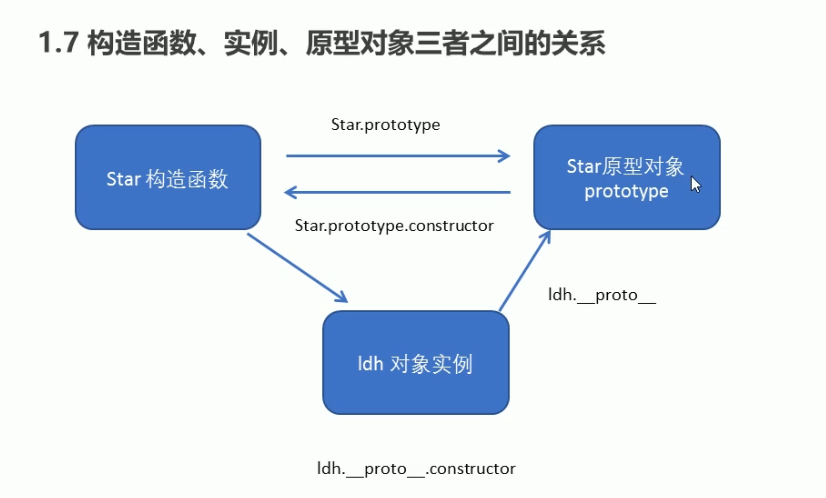 1.7 构造函数、实例、原型对象三者之间的关系
Star.prototype
Star 构造函数
Star原型对象
prototype
Star.prototype.constructor
ldh.__proto__
ldh 对象实例
ldh.__proto__.constructor